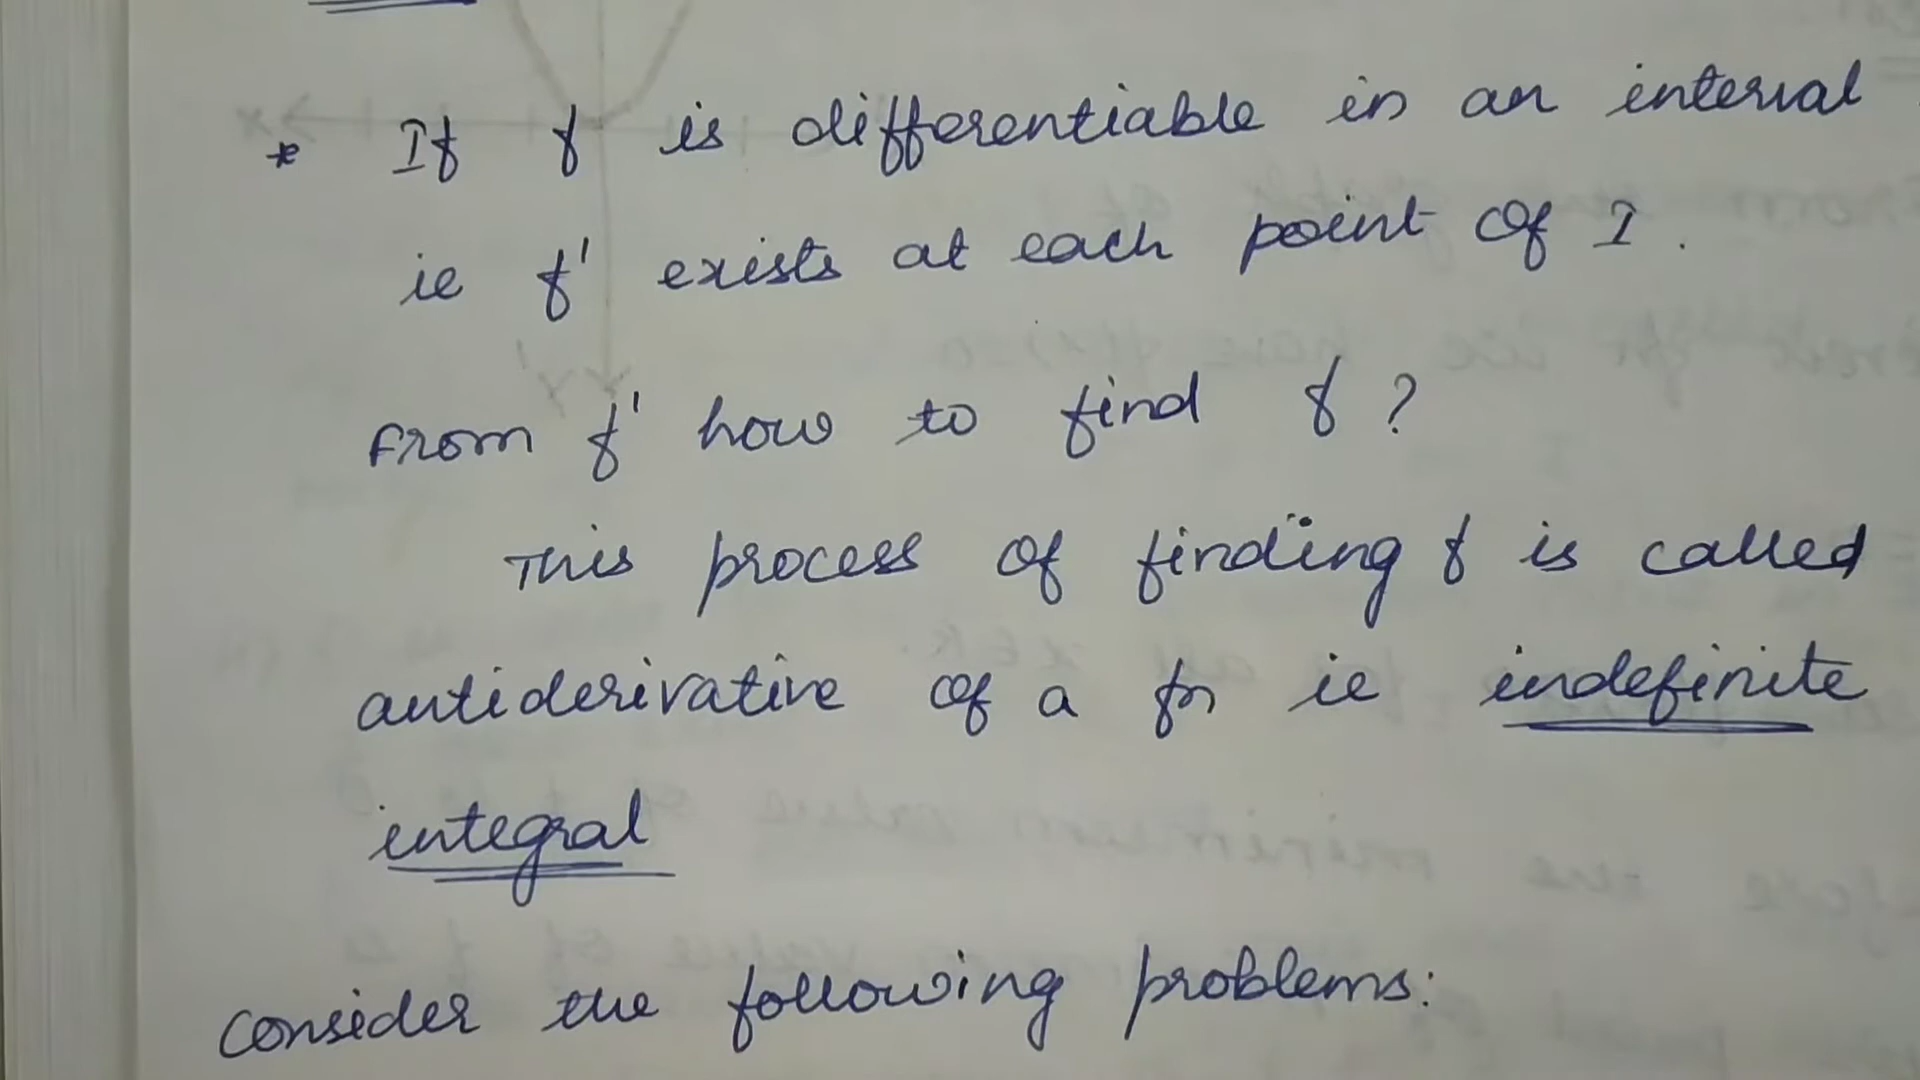 * If f is differentiable in an interval
ie f' exists at each point of I.
From f' how to find f?
This process of finding f is called
antiderivative of a fn ie indefinite
integral
Consider the following problems: